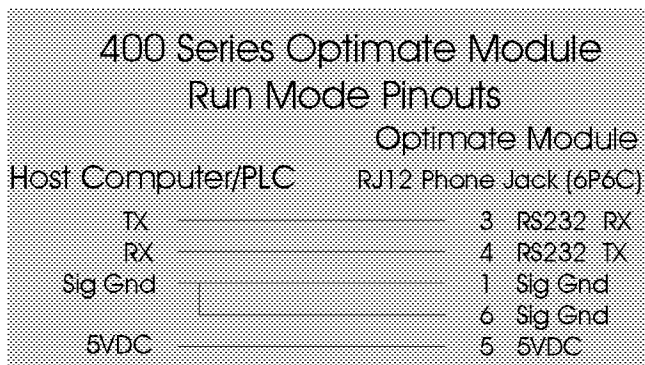 400 Series Optimate Module
Run Mode Pinouts
Optimate Module
Host Computer/PLC RJ12 Phone Jack (6P6C)
TX 3 RS232 RX
RX 4 RS232 TX
Sig Gnd 1 Sig Gnd
6 Sig Gnd
5VDC 5 5VDC